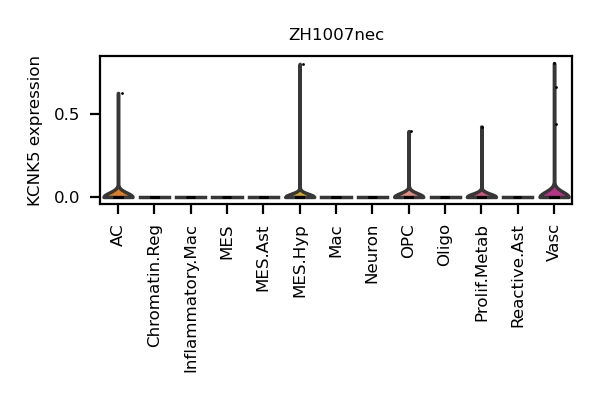 ZH1007nec
KCNK5 expression
0.5
0.0
AC
Chromatin.Reg
Inflammatory.Mac
MES
MES.Ast
MES.Hyp
Mac
Neuron
OPC
Oligo
Prolif.Metab
Reactive.Ast
Vasc